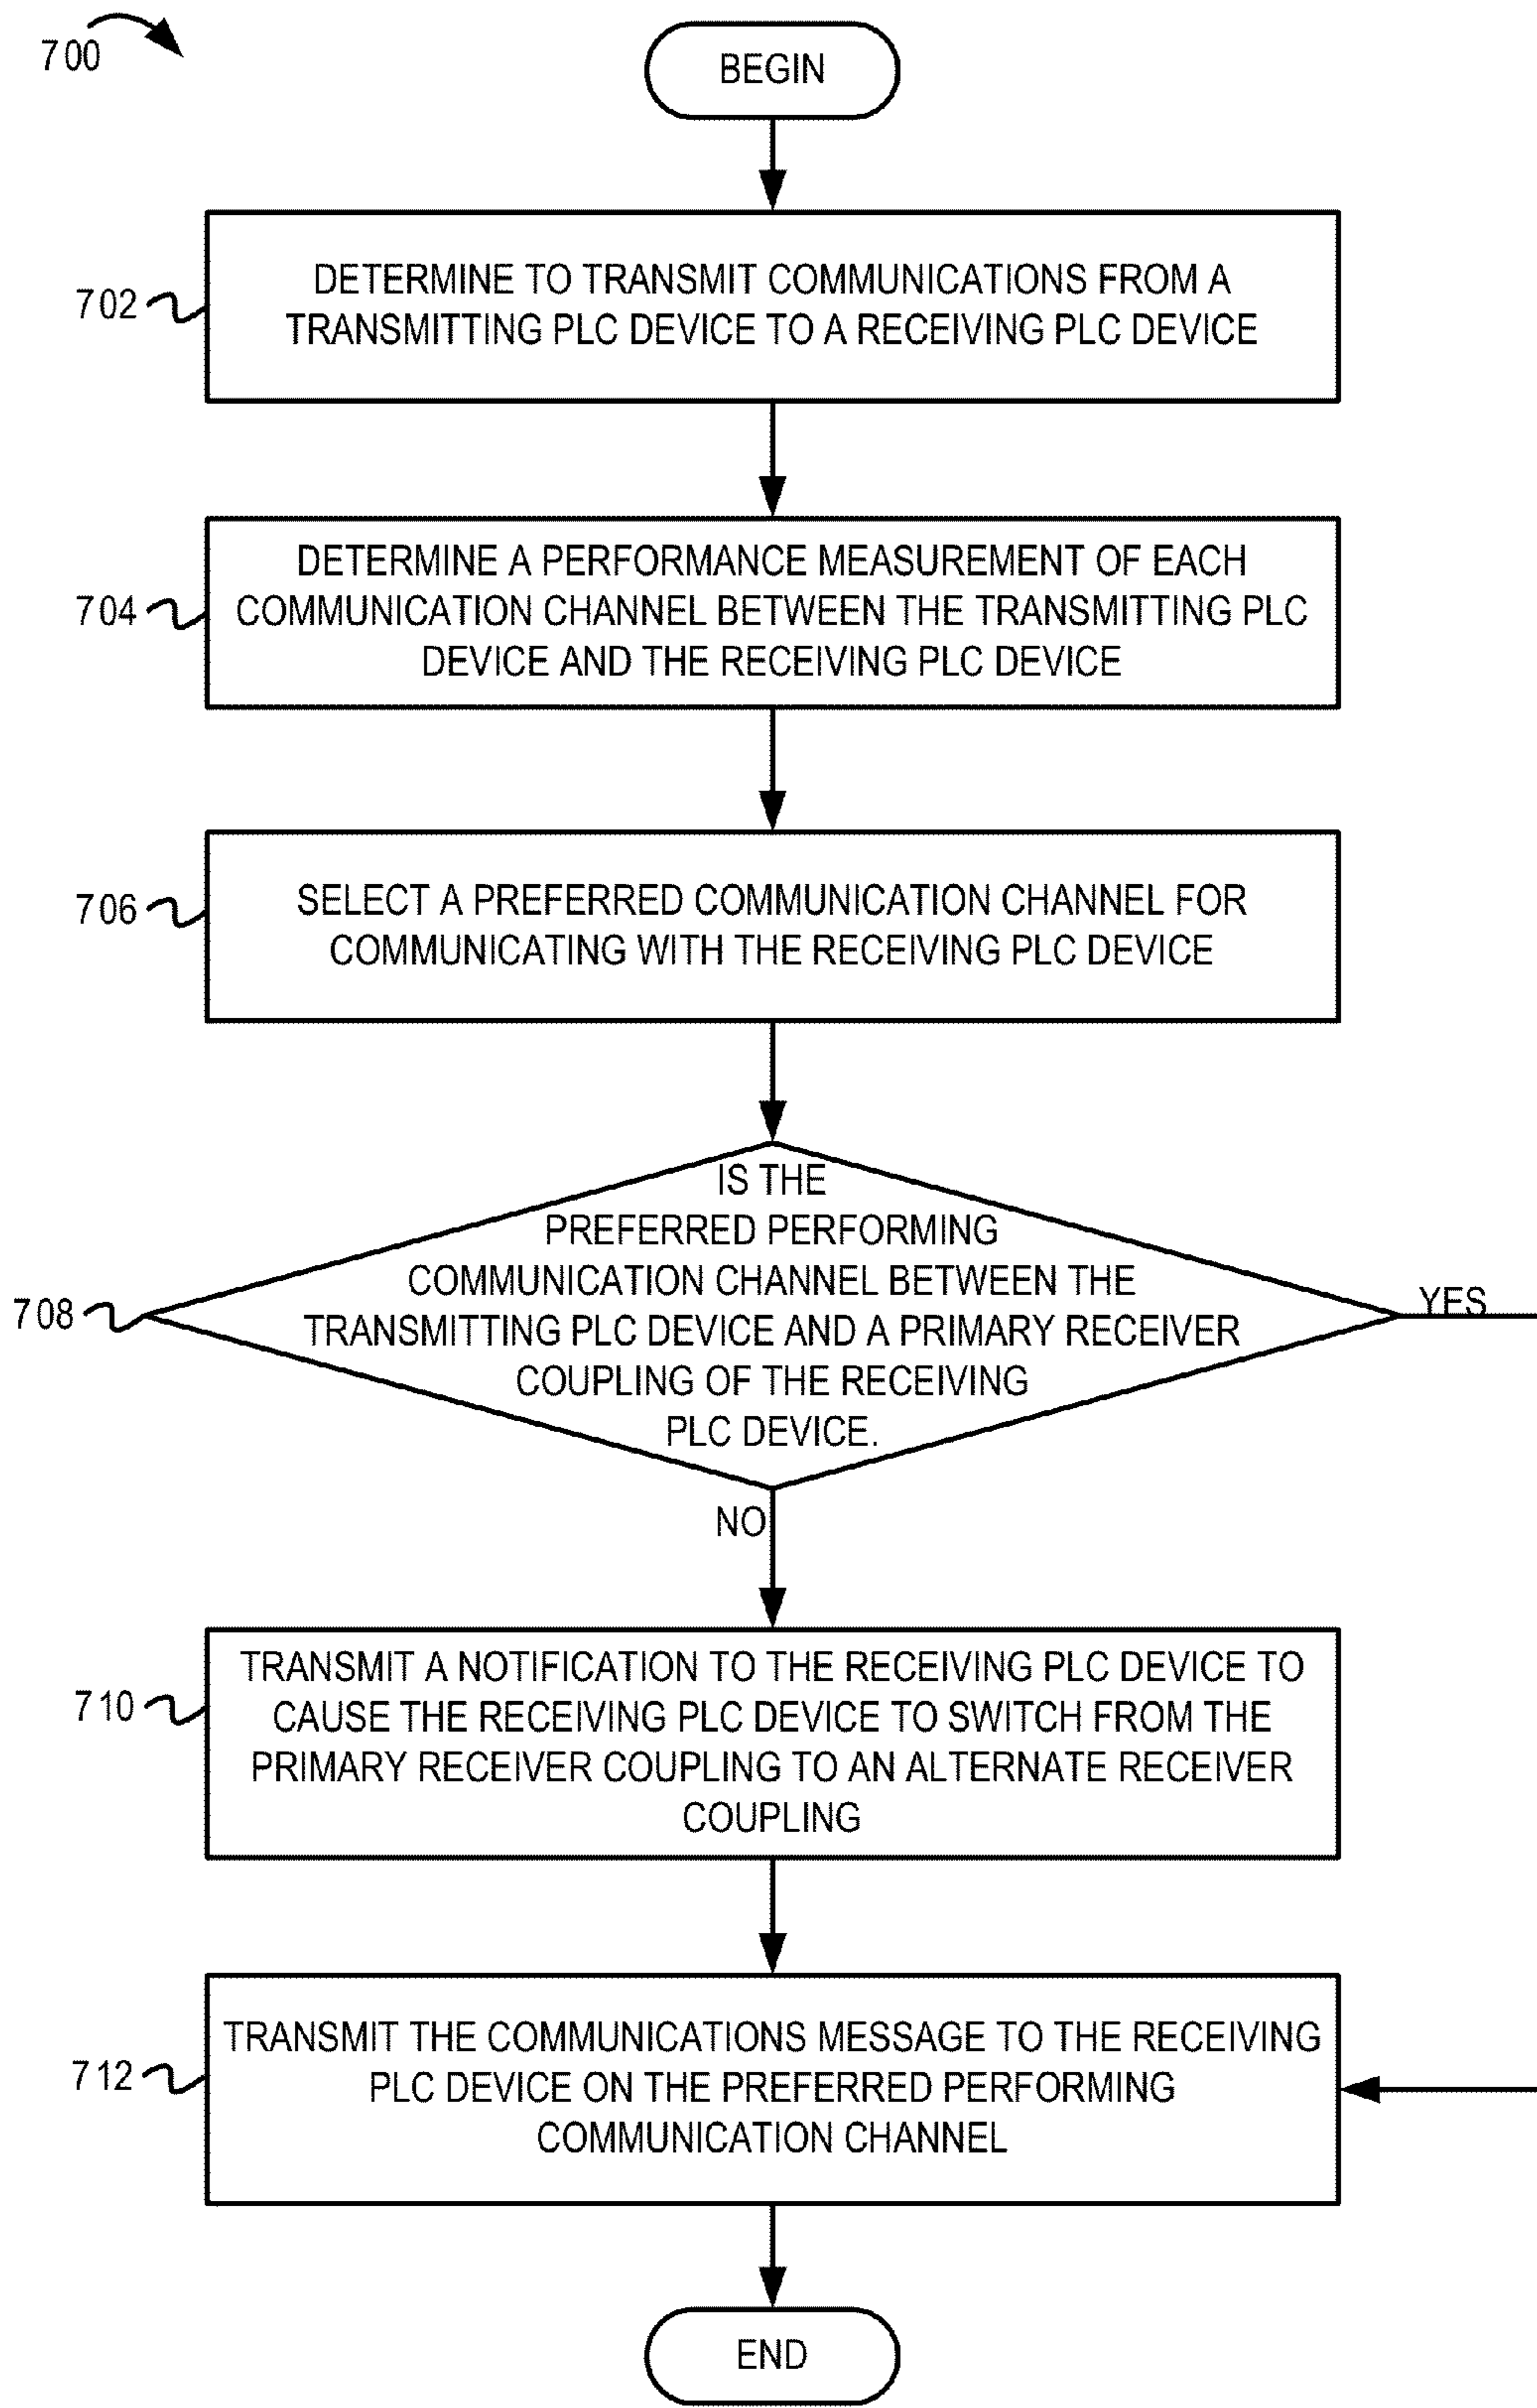 700
BEGIN
702
DETERMINE TO TRANSMIT COMMUNICATIONS FROM A
TRANSMITTING PLC DEVICE TO A RECEIVING PLC DEVICE
704
DETERMINE A PERFORMANCE MEASUREMENT OF EACH
COMMUNICATION CHANNEL BETWEEN THE TRANSMITTING PLC
DEVICE AND THE RECEIVING PLC DEVICE
706
SELECT A PREFERRED COMMUNICATION CHANNEL FOR
COMMUNICATING WITH THE RECEIVING PLC DEVICE
708
IS THE
PREFERRED PERFORMING
COMMUNICATION CHANNEL BETWEEN THE
TRANSMITTING PLC DEVICE AND A PRIMARY RECEIVER
COUPLING OF THE RECEIVING
PLC DEVICE.
YES
NO
710
TRANSMIT A NOTIFICATION TO THE RECEIVING PLC DEVICE TO
CAUSE THE RECEIVING PLC DEVICE TO SWITCH FROM THE
PRIMARY RECEIVER COUPLING TO AN ALTERNATE RECEIVER
COUPLING
712
TRANSMIT THE COMMUNICATIONS MESSAGE TO THE RECEIVING
PLC DEVICE ON THE PREFERRED PERFORMING
COMMUNICATION CHANNEL
END